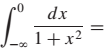 ∫_{-∞}^{0} dx/(1 + x²) =